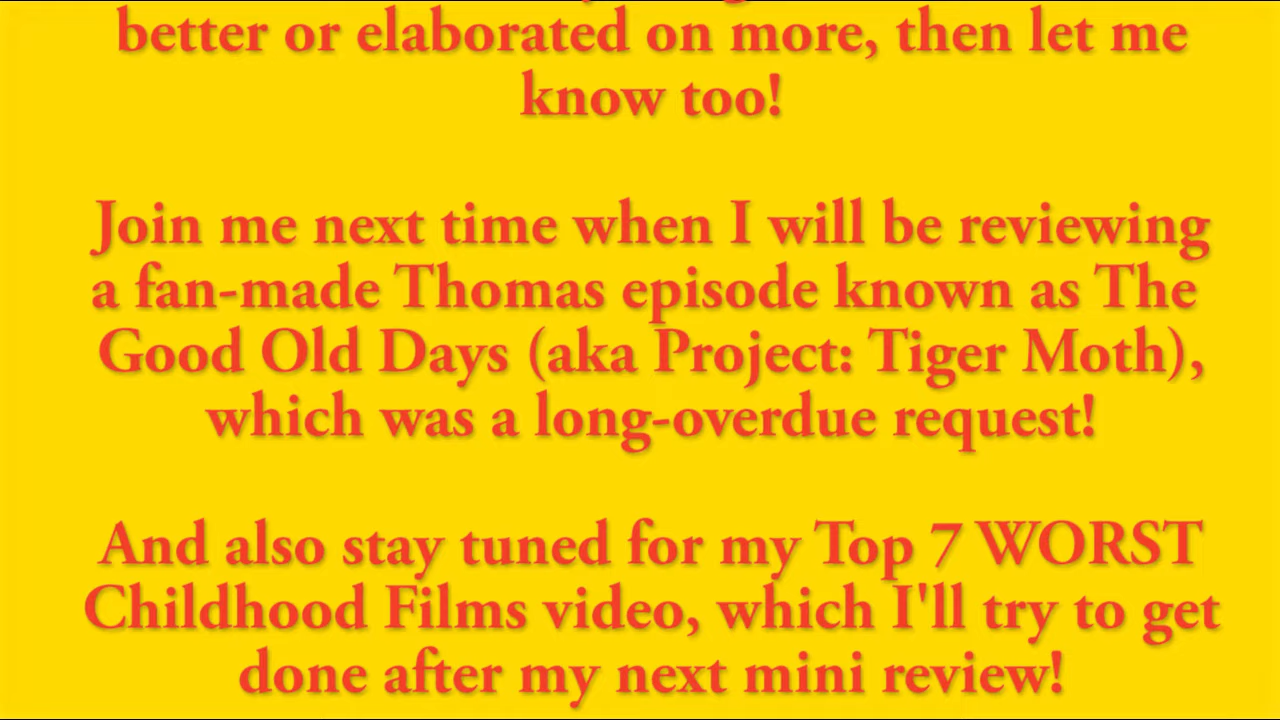 better or elaborated on more, then let me
know too!
Join me next time when I will be reviewing
a fan-made Thomas episode known as The
Good Old Days (aka Project: Tiger Moth),
which was a long-overdue request!
And also stay tuned for my Top 7 WORST
Childhood Films video, which I'll try to get
done after my next mini review!